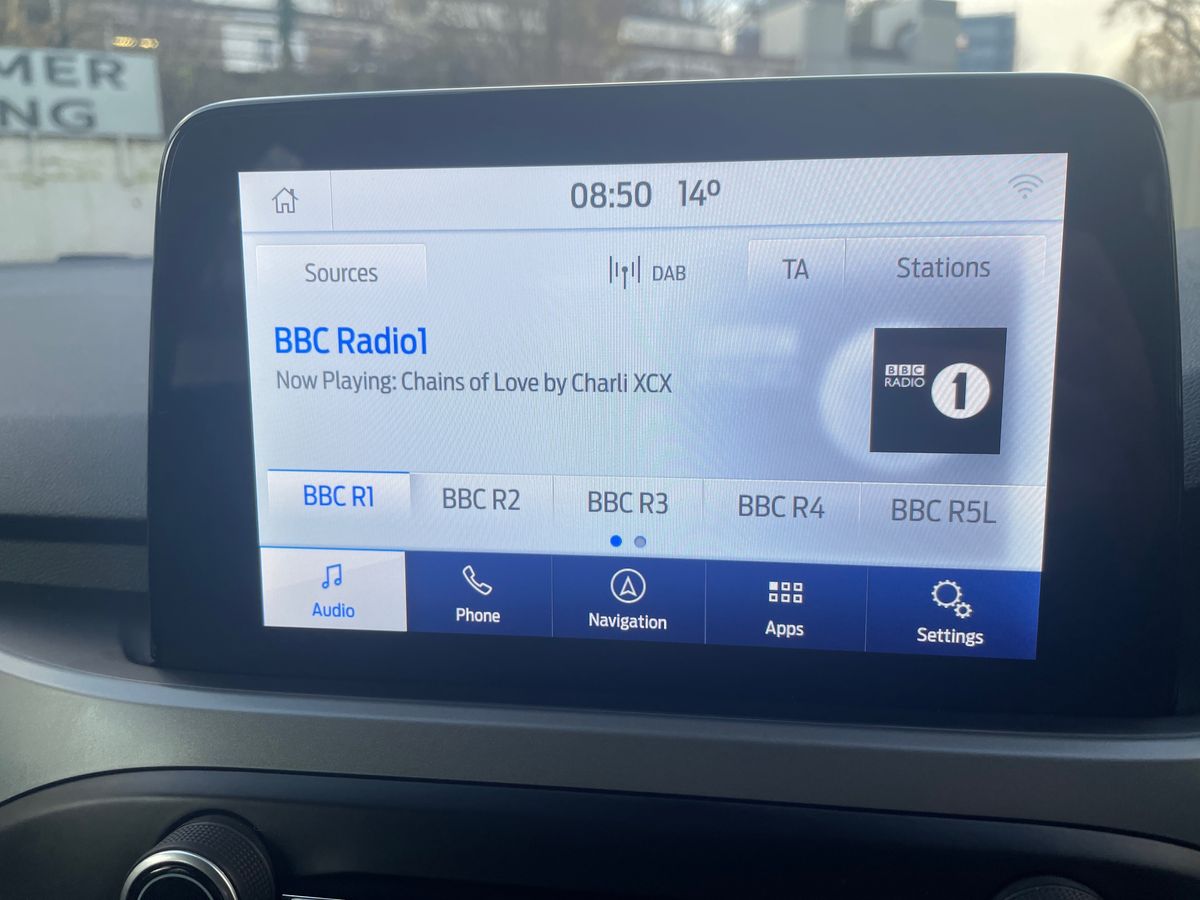 MER
NG
08:50 14º
Sources
DAB
TA
Stations
BBC Radio1
Now Playing: Chains of Love by Charli XCX
BBC
RADIO
1
BBC R1
BBC R2
BBC R3
BBC R4
BBC R5L
Audio
Phone
Navigation
Apps
Settings